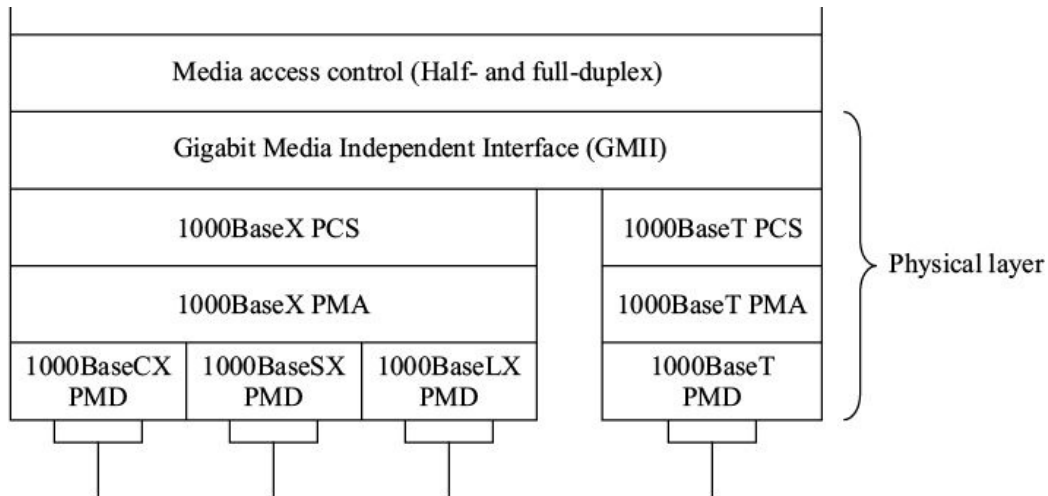 Media access control (Half- and full-duplex)
Gigabit Media Independent Interface (GMII)
1000BaseX PCS
1000BaseT PCS
Physical layer
1000BaseX PMA
1000BaseT PMA
1000BaseCX
PMD
1000BaseSX
PMD
1000BaseLX
PMD
1000BaseT
PMD